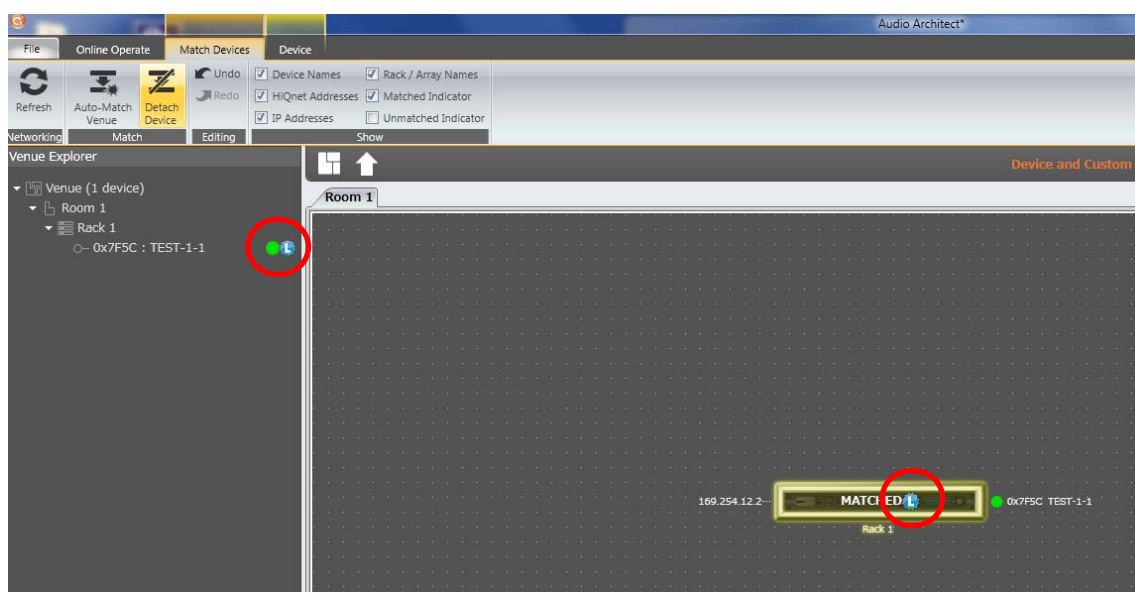 Audio Architect*
File Online Operate Match Devices Device
Undo Device Names Rack / Array Names
Redo HiQnet Addresses Matched Indicator
Refresh Auto-Match Venue Detach Device IP Addresses Unmatched Indicator
Networking Match Editing Show
Venue Explorer
Device and Custom
Venue (1 device)
Room 1
Room 1
Rack 1
0x7F5C : TEST-1-1 L
169.254.12.2... MATCHED L 0x7F5C TEST-1-1
Rack 1